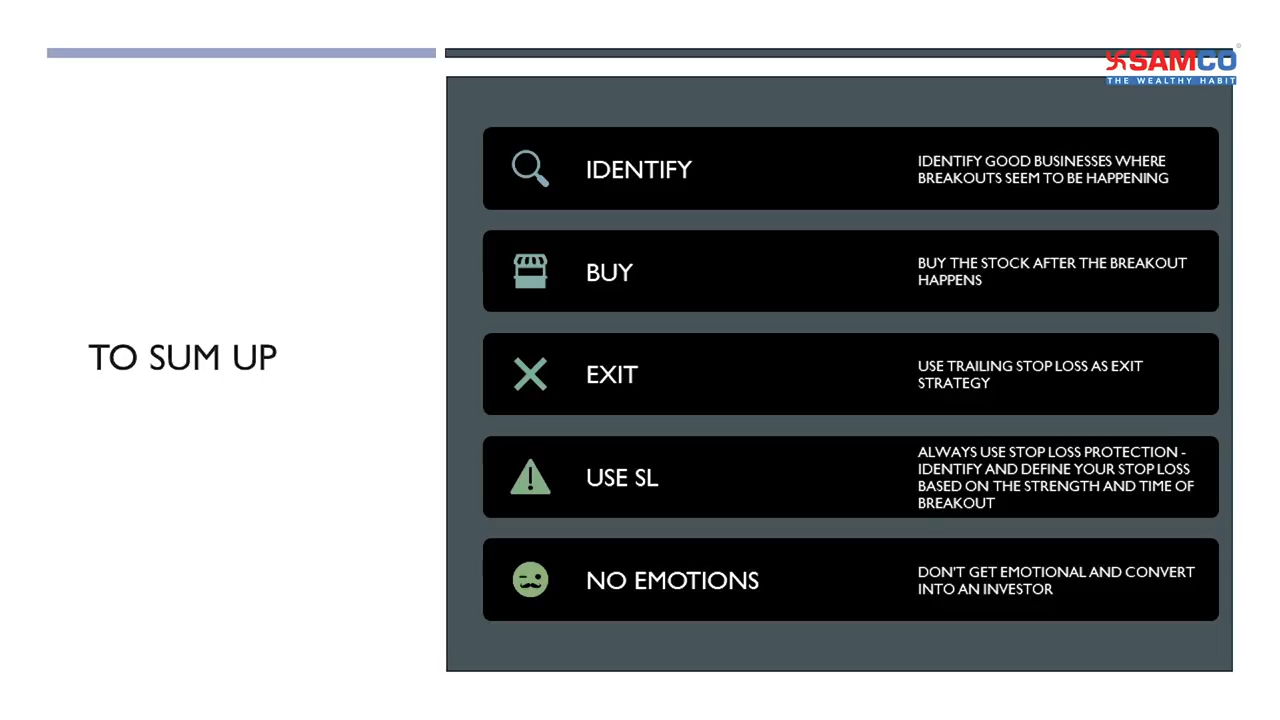 SAMCO
THE WEALTHY HABIT
TO SUM UP
IDENTIFY
IDENTIFY GOOD BUSINESSES WHERE
BREAKOUTS SEEM TO BE HAPPENING
BUY
BUY THE STOCK AFTER THE BREAKOUT
HAPPENS
EXIT
USE TRAILING STOP LOSS AS EXIT
STRATEGY
USE SL
ALWAYS USE STOP LOSS PROTECTION -
IDENTIFY AND DEFINE YOUR STOP LOSS
BASED ON THE STRENGTH AND TIME OF
BREAKOUT
NO EMOTIONS
DON'T GET EMOTIONAL AND CONVERT
INTO AN INVESTOR